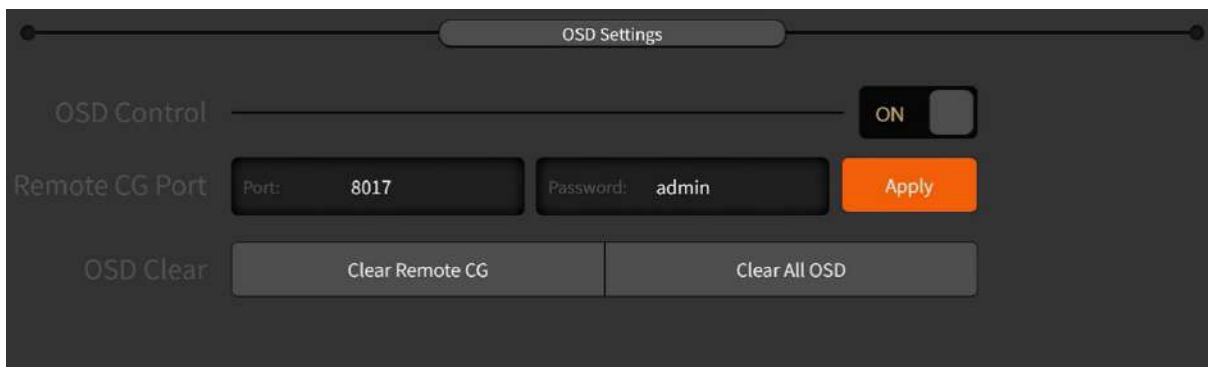 OSD Settings
OSD Control ON
Remote CG Port Port: 8017 Password: admin Apply
OSD Clear Clear Remote CG Clear All OSD